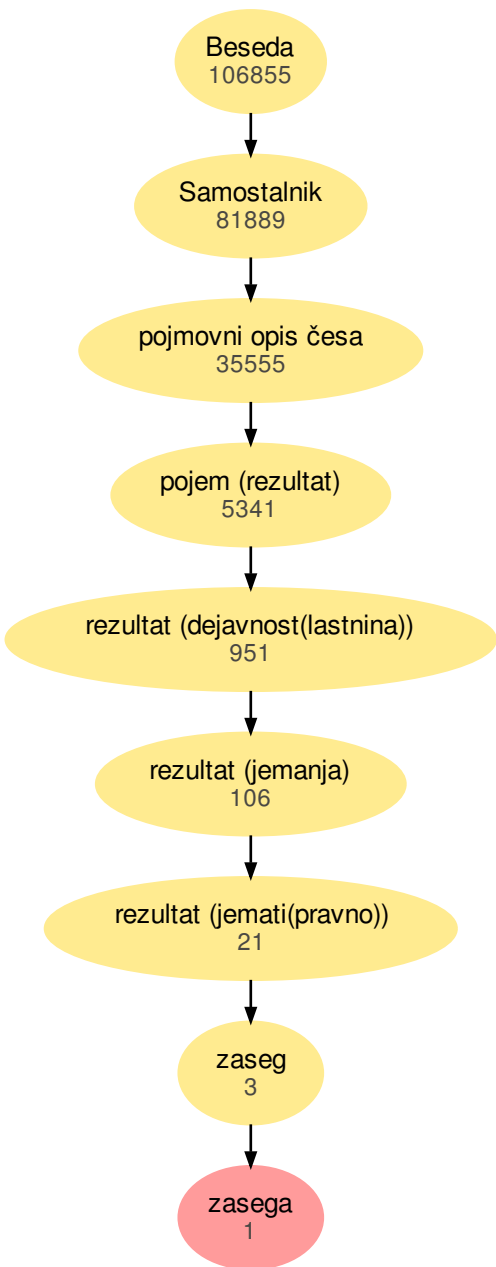 Beseda
106855
Samostalnik
81889
pojmovni opis česa
35555
pojem (rezultat)
5341
rezultat (dejavnost(lastnina))
951
rezultat (jemanja)
106
rezultat (jemati(pravno))
21
zaseg
3
zasega
1